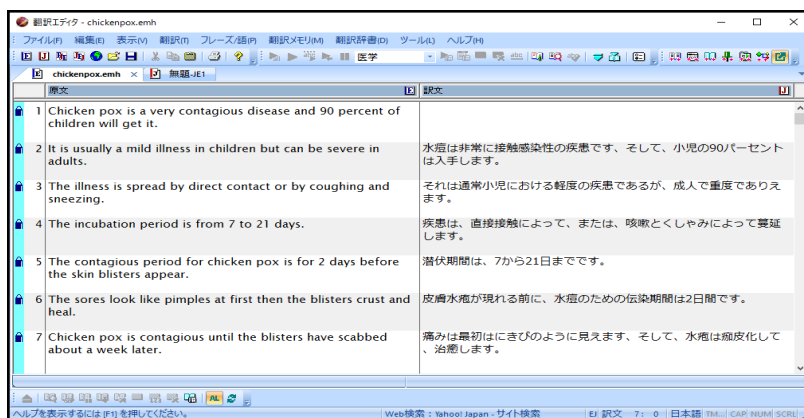 翻訳エディタ - chickenpox.emh
ファイル(F) 編集(E) 表示(V) 翻訳(T) フレーズ/語(P) 翻訳メモリ(M) 翻訳辞書(D) ツール(L) ヘルプ(H)
医学
chickenpox.emh × 無題-JE1
原文 E 訳文 J
1 Chicken pox is a very contagious disease and 90 percent of
children will get it.
2 It is usually a mild illness in children but can be severe in
adults.
水痘は非常に接触感染性の疾患です、そして、小児の90パーセント
は入手します。
3 The illness is spread by direct contact or by coughing and
sneezing.
それは通常小児における軽度の疾患であるが、成人で重度でありえ
ます。
4 The incubation period is from 7 to 21 days.
疾患は、直接接触によって、または、咳嗽とくしゃみによって蔓延
します。
5 The contagious period for chicken pox is for 2 days before
the skin blisters appear.
潜伏期間は、7から21日までです。
6 The sores look like pimples at first then the blisters crust and
heal.
皮膚水疱が現れる前に、水痘のための伝染期間は2日間です。
7 Chicken pox is contagious until the blisters have scabbed
about a week later.
痛みは最初はにきびのように見えます、そして、水疱は痂皮化して
、治癒します。
AL
ヘルプを表示するには [F1] を押してください。 Web検索：Yahoo! Japan - サイト検索 EJ 訳文 7: 0 日本語 TM... CAP NUM SCRL